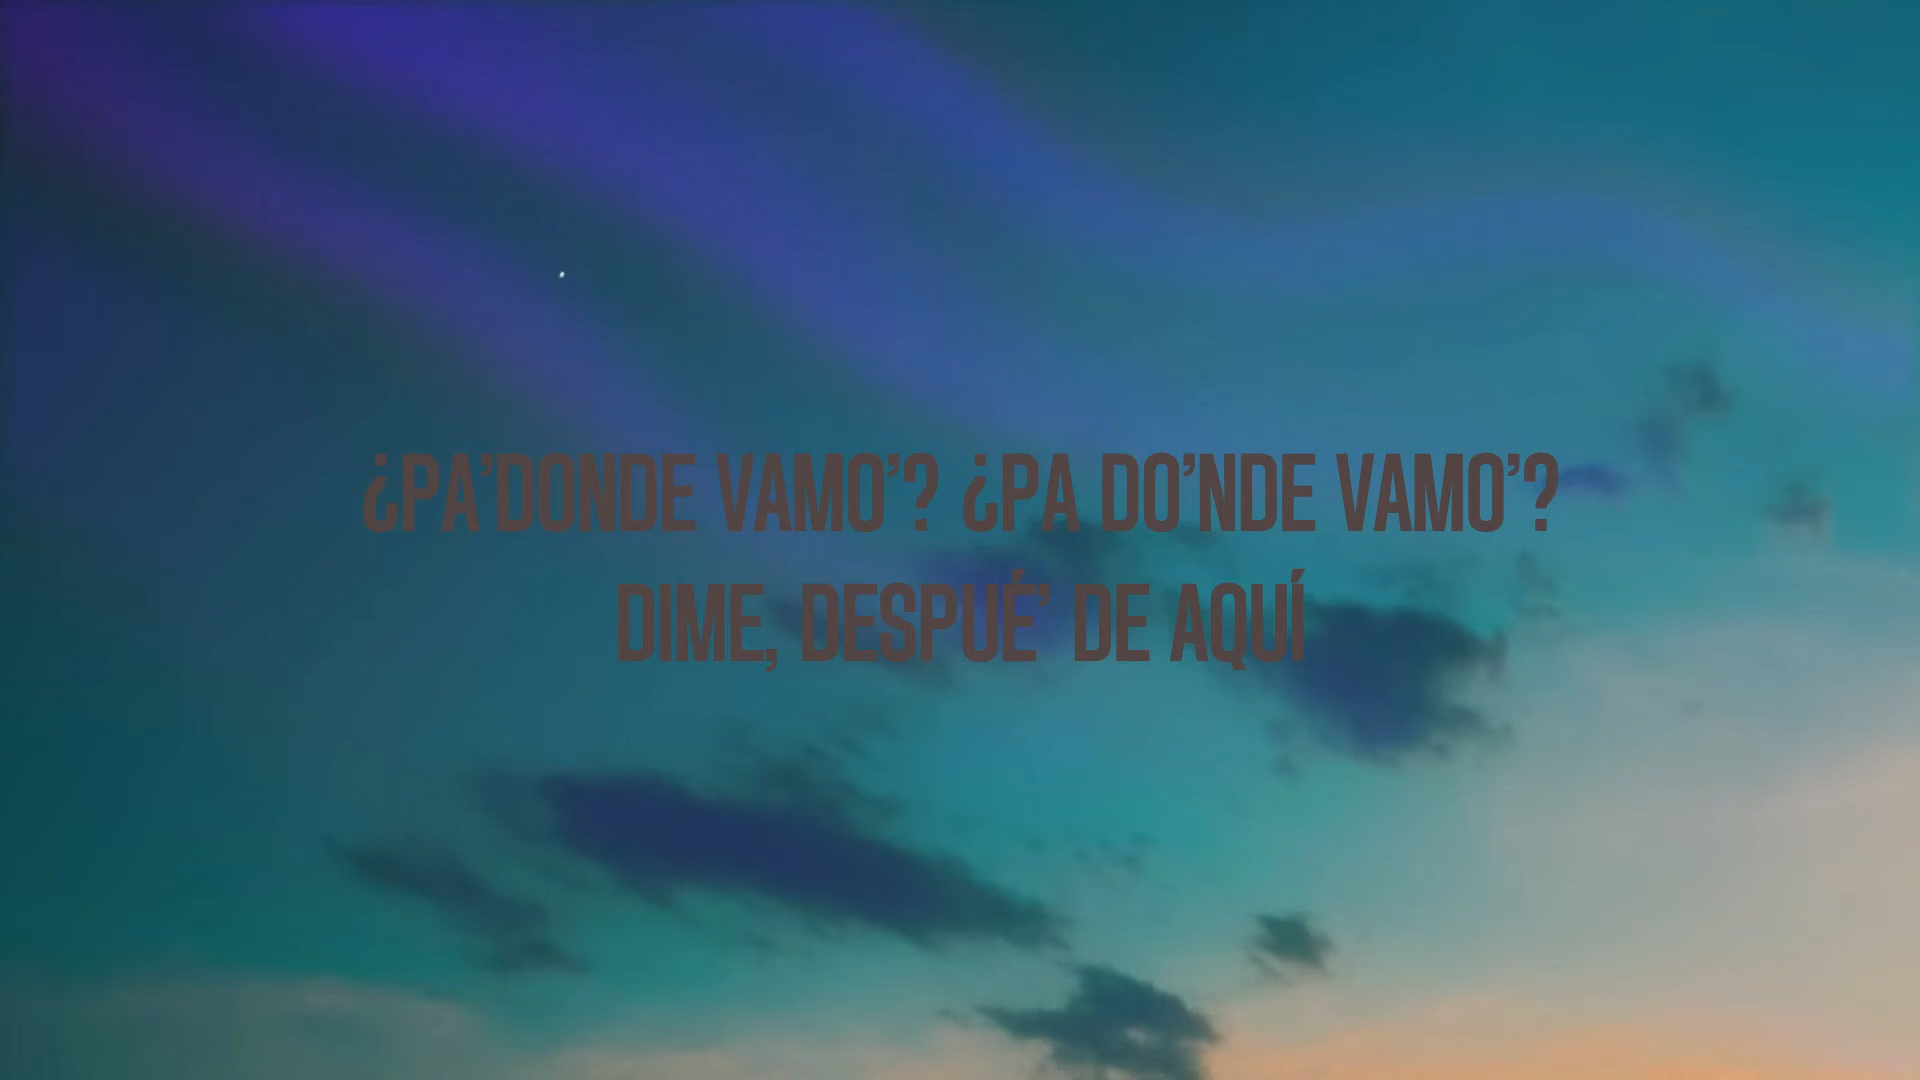 ¿PA’DONDE VAMO’? ¿PA DO’NDE VAMO’?
DIME, DESPUÉ’ DE AQUÍ